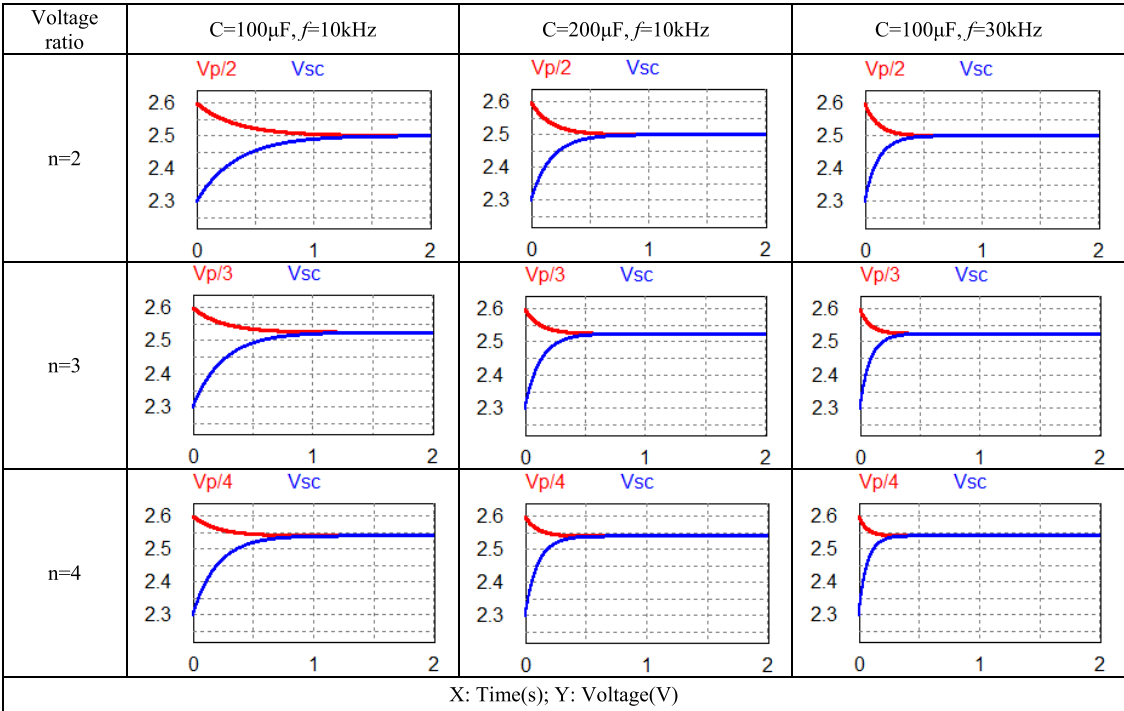 Voltage
ratio
C=100μF, f=10kHz
C=200μF, f=10kHz
C=100μF, f=30kHz
n=2
Vp/2 Vsc
2.6
2.5
2.4
2.3
0 1 2
Vp/2 Vsc
2.6
2.5
2.4
2.3
0 1 2
Vp/2 Vsc
2.6
2.5
2.4
2.3
0 1 2
n=3
Vp/3 Vsc
2.6
2.5
2.4
2.3
0 1 2
Vp/3 Vsc
2.6
2.5
2.4
2.3
0 1 2
Vp/3 Vsc
2.6
2.5
2.4
2.3
0 1 2
n=4
Vp/4 Vsc
2.6
2.5
2.4
2.3
0 1 2
Vp/4 Vsc
2.6
2.5
2.4
2.3
0 1 2
Vp/4 Vsc
2.6
2.5
2.4
2.3
0 1 2
X: Time(s); Y: Voltage(V)